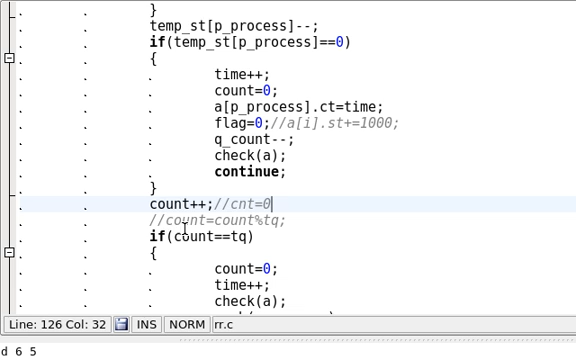 }
temp_st[p_process]--;
if(temp_st[p_process]==0)
{
time++;
count=0;
a[p_process].ct=time;
flag=0;//a[i].st+=1000;
q_count--;
check(a);
continue;
}
count++;//cnt=0
//count=count%tq;
if(count==tq)
{
count=0;
time++;
check(a);
Line: 126 Col: 32 INS NORM rr.c
d 6 5